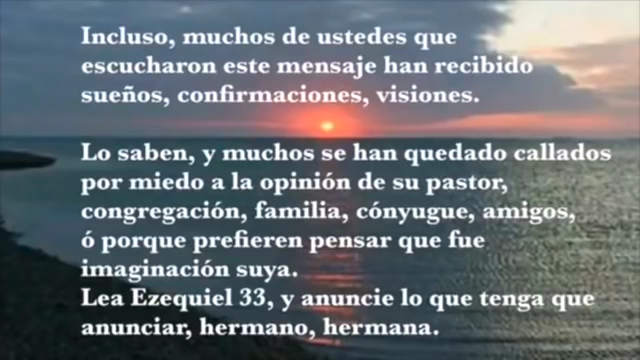 Incluso, muchos de ustedes que
escucharon este mensaje han recibido
sueños, confirmaciones, visiones.
Lo saben, y muchos se han quedado callados
por miedo a la opinión de su pastor,
congregación, familia, cónyugue, amigos,
ó porque prefieren pensar que fue
imaginación suya.
Lea Ezequiel 33, y anuncie lo que tenga que
anunciar, hermano, hermana.